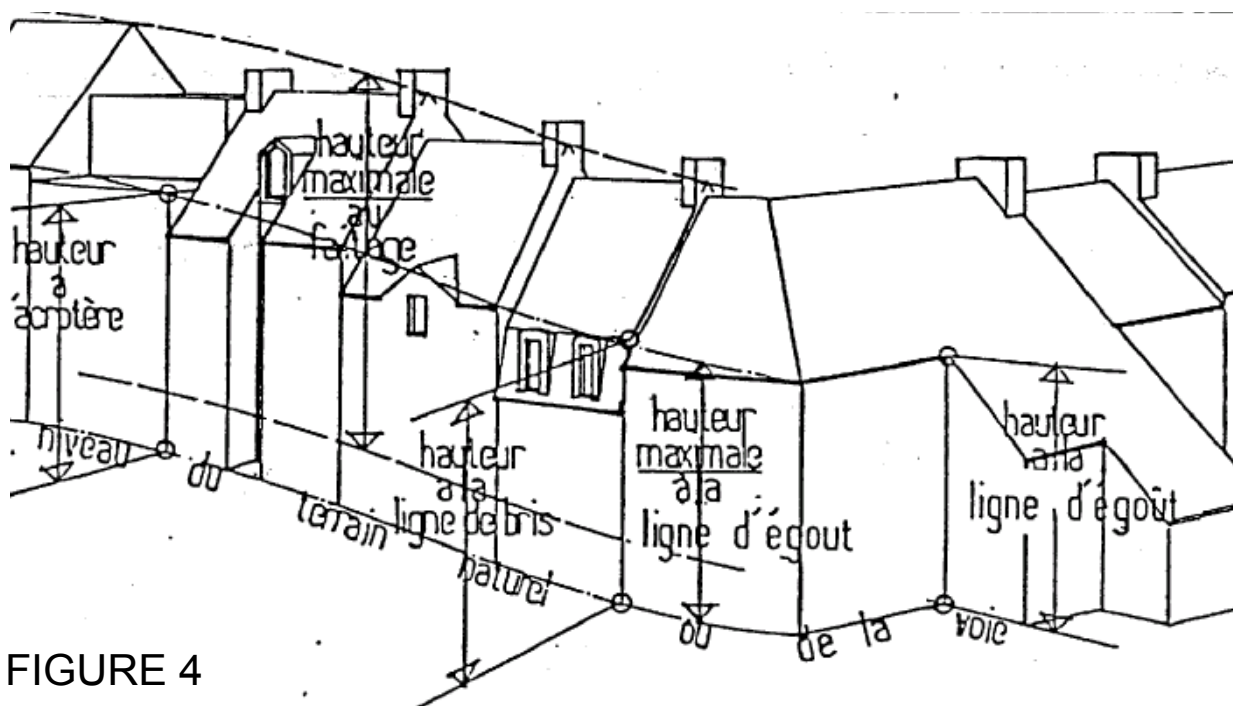 hauteur
maximale
au
faîtage
hauteur
à
acrotère
hauteur
à la
ligne de bris
hauteur
maximale
à la
ligne d'égout
hauteur
à la
ligne d'égoût
niveau du terrain naturel ou de la voie
FIGURE 4